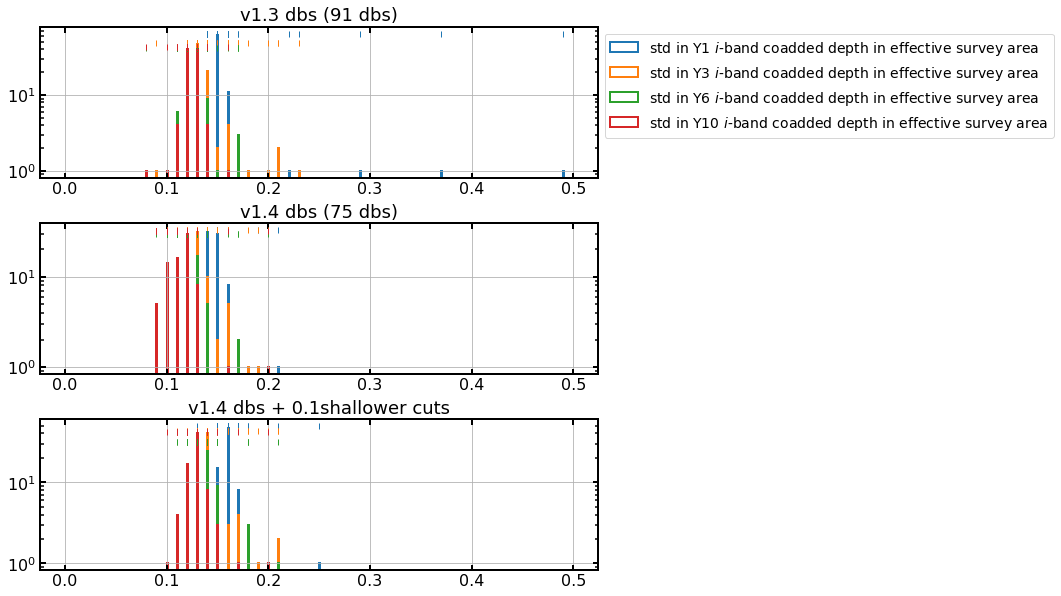 v1.3 dbs (91 dbs)
std in Y1 i-band coadded depth in effective survey area
std in Y3 i-band coadded depth in effective survey area
std in Y6 i-band coadded depth in effective survey area
std in Y10 i-band coadded depth in effective survey area
10¹
10⁰
0.0 0.1 0.2 0.3 0.4 0.5
v1.4 dbs (75 dbs)
10¹
10⁰
0.0 0.1 0.2 0.3 0.4 0.5
v1.4 dbs + 0.1shallower cuts
10¹
10⁰
0.0 0.1 0.2 0.3 0.4 0.5